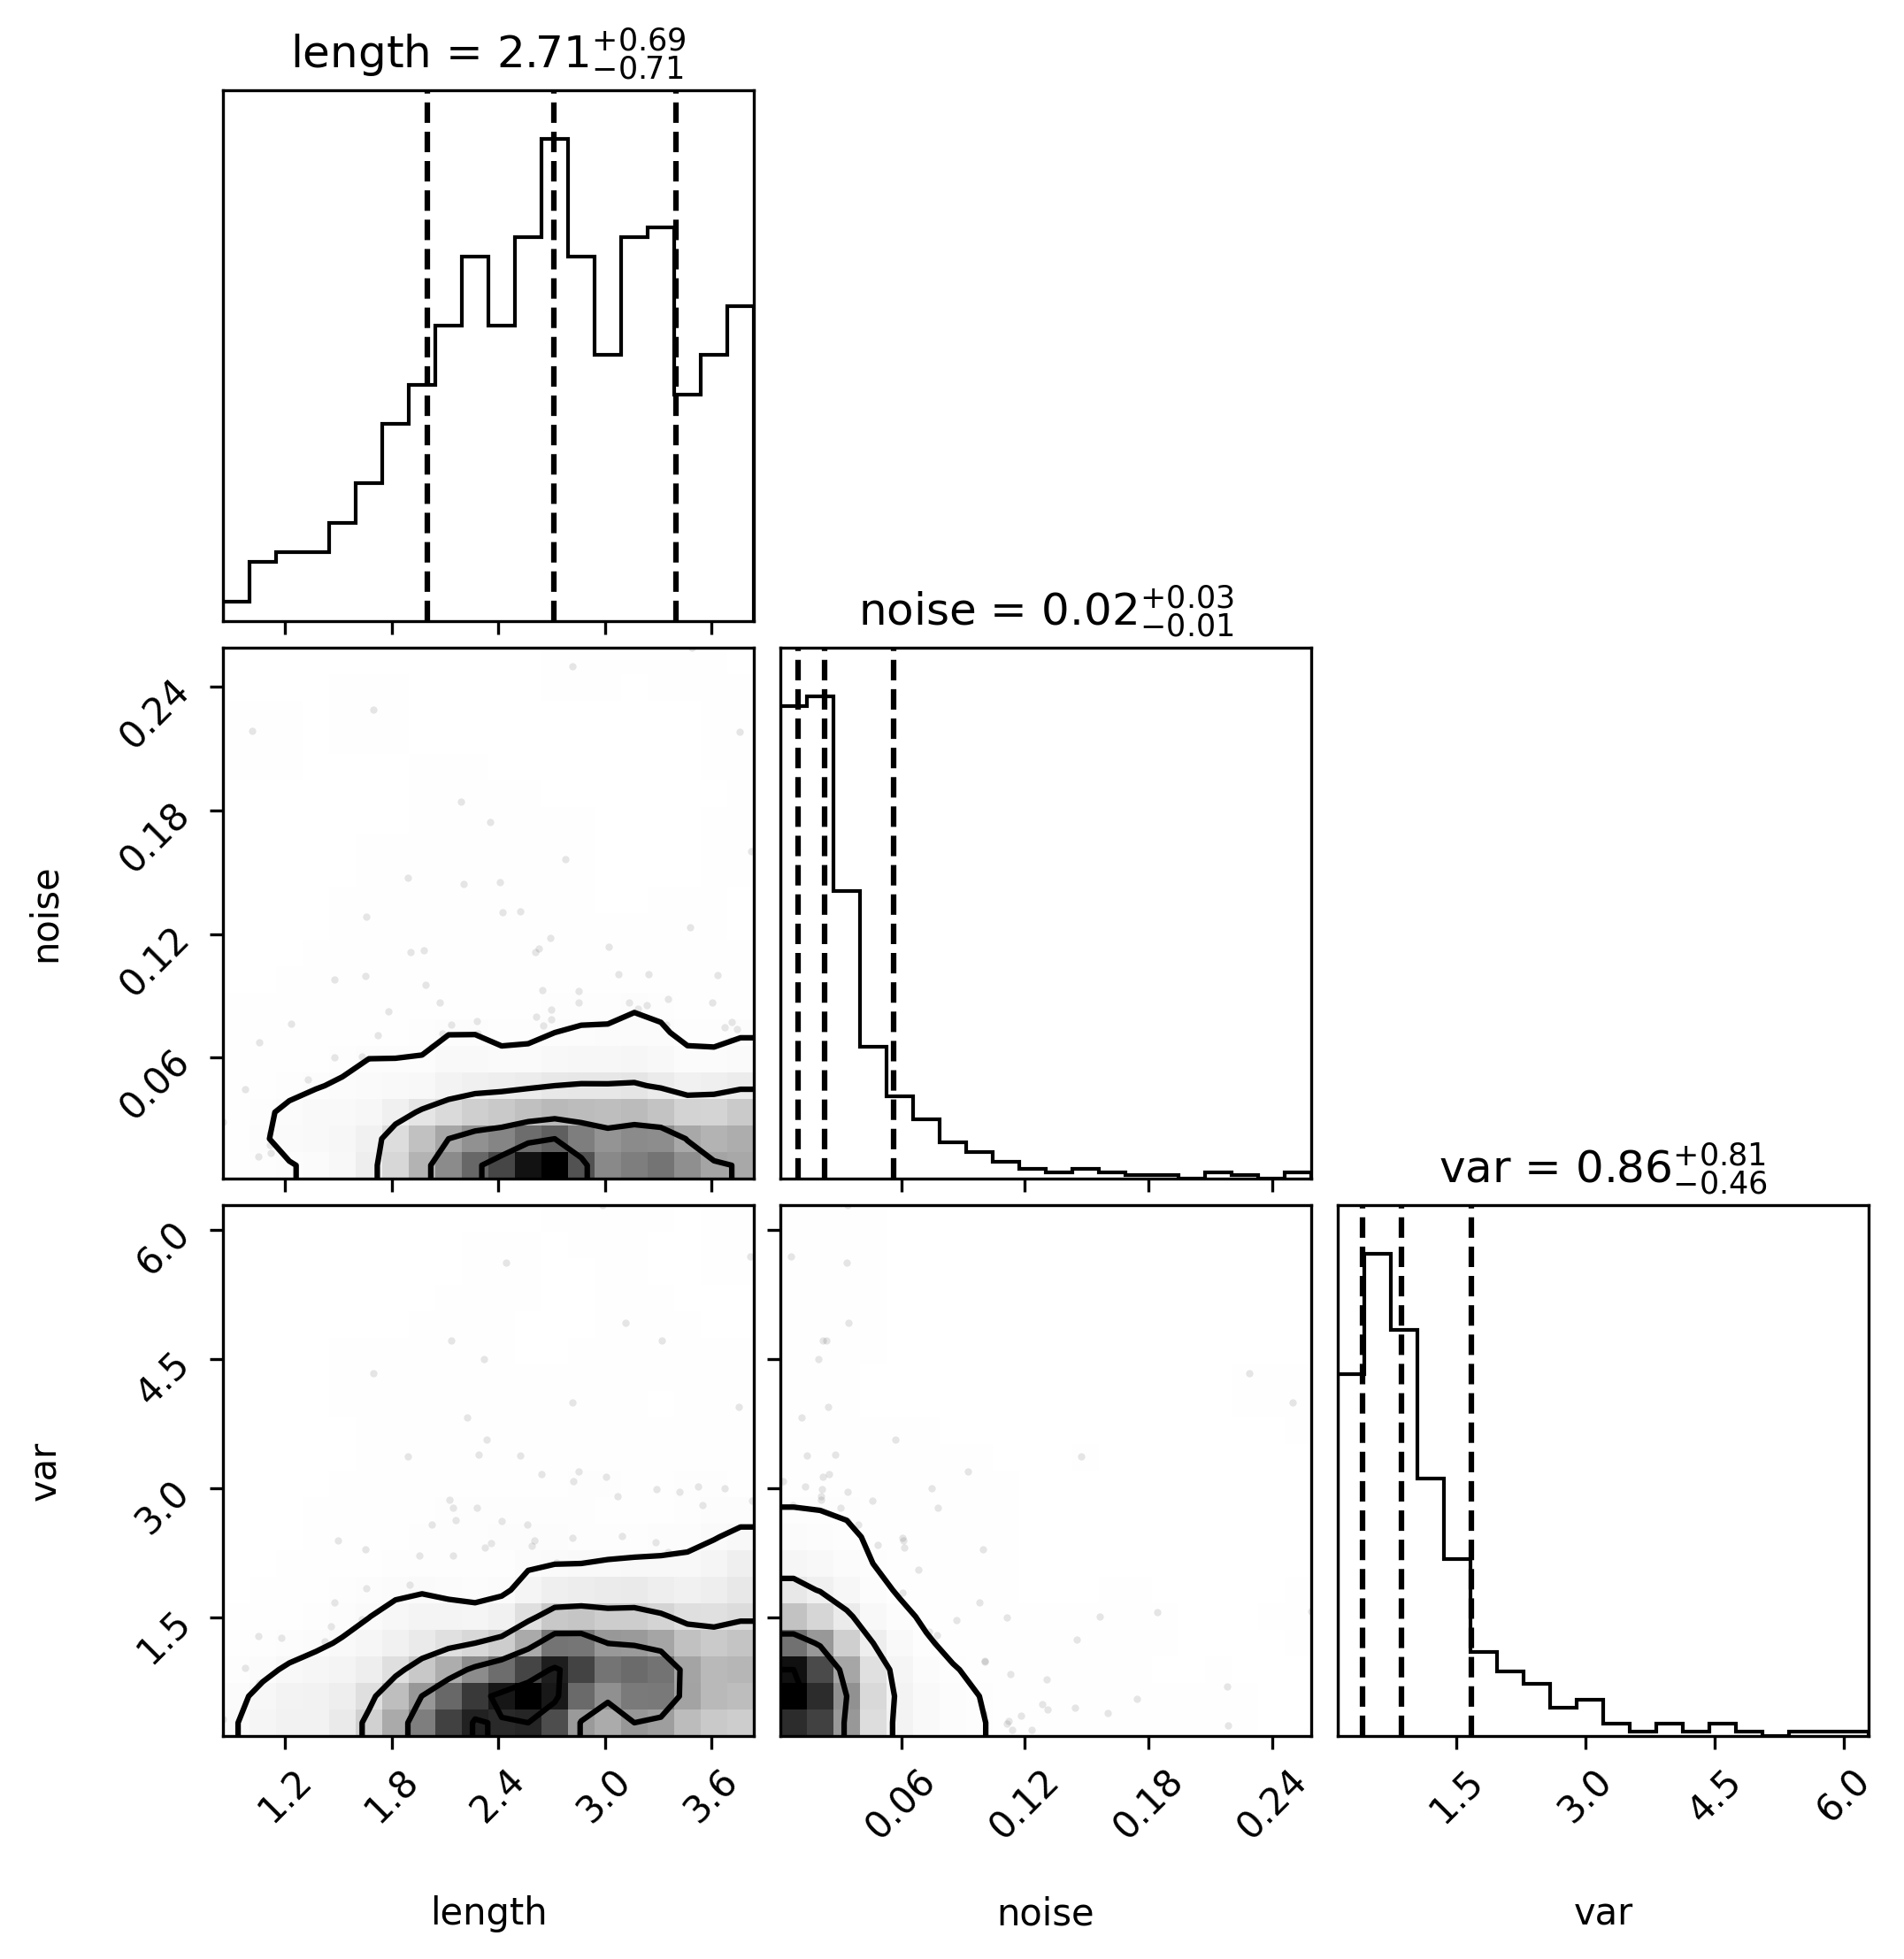 length = 2.71+0.69−0.71
noise = 0.02+0.03−0.01
0.24
0.18
0.12
0.06
noise
var = 0.86+0.81−0.46
6.0
4.5
3.0
1.5
var
1.2 1.8 2.4 3.0 3.6 0.06 0.12 0.18 0.24 1.5 3.0 4.5 6.0
length noise var